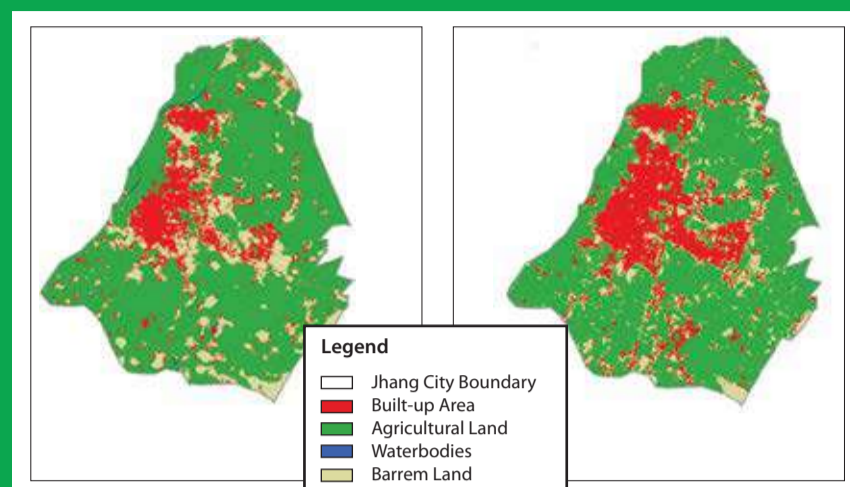 Legend
Jhang City Boundary
Built-up Area
Agricultural Land
Waterbodies
Barrem Land